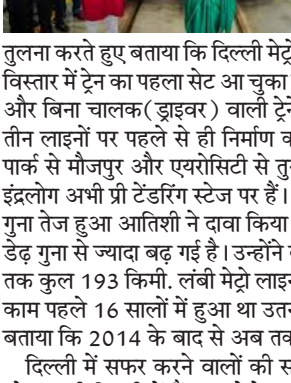 तुलना करते हुए बताया कि दिल्ली मेट्रो
विस्तार में ट्रेन का पहला सेट आ चुका
और बिना चालक(ड्राइवर) वाली ट्रेने
तीन लाइनों पर पहले से ही निर्माण
पार्क से मौजपुर और एयरोसिटी से
इंद्रलोग अभी प्री टेंडरिंग स्टेज पर हैं।
गुना तेज हुआ आतिशी ने दावा किया
डेढ़ गुना से ज्यादा बढ़ गई है। उन्होंने
तक कुल 193 किमी. लंबी मेट्रो लाइन
काम पहले 16 सालों में हुआ था
बताया कि 2014 के बाद से अब तक
दिल्ली में सफर करने वालों की